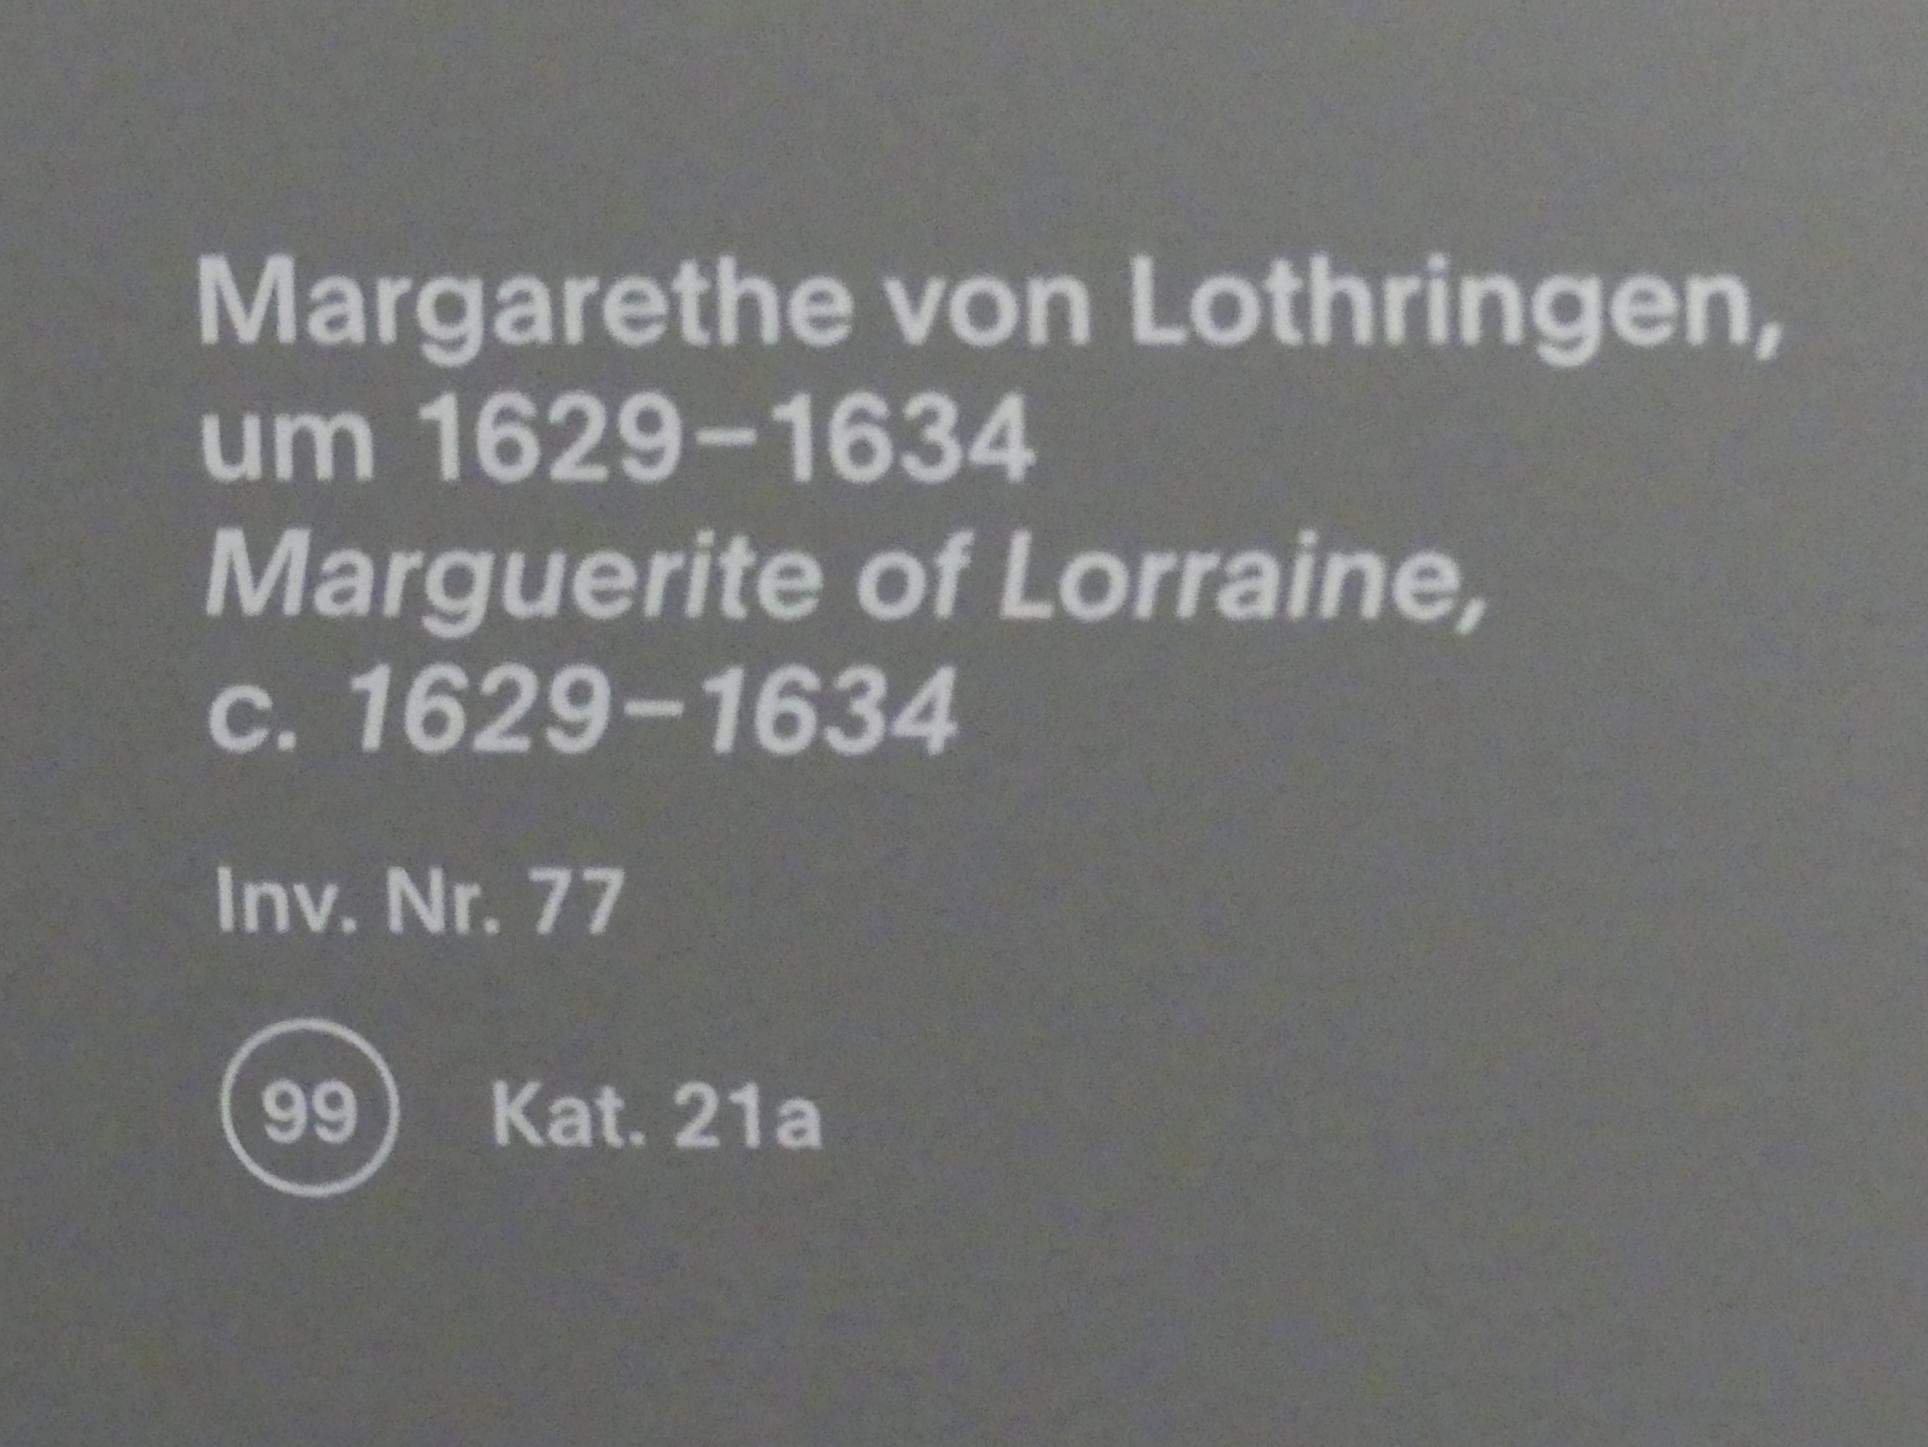 Margarethe von Lothringen,
um 1629–1634
Marguerite of Lorraine,
c. 1629–1634
Inv. Nr. 77
99 Kat. 21a